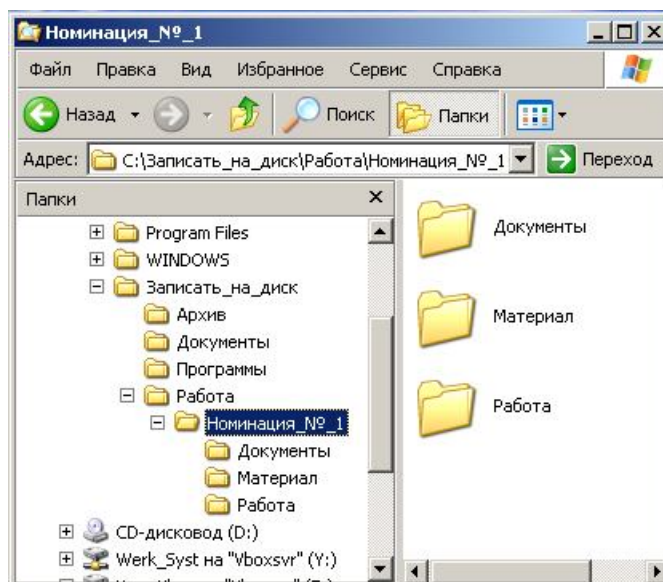 Номинация_№_1
Файл Правка Вид Избранное Сервис Справка
Назад Поиск Папки
Адрес: C:\Записать_на_диск\Работа\Номинация_№_1 Переход
Папки
Program Files
WINDOWS
Записать_на_диск
Архив
Документы
Программы
Работа
Номинация_№_1
Документы
Материал
Работа
CD-дисковод (D:)
Werk_Syst на "Vboxsvr" (Y:)
Документы
Материал
Работа